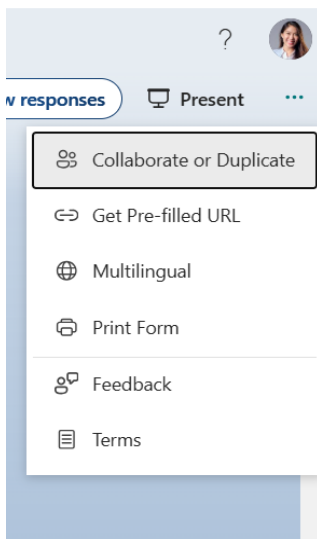 ?
w responses
Present
...
Collaborate or Duplicate
Get Pre-filled URL
Multilingual
Print Form
Feedback
Terms